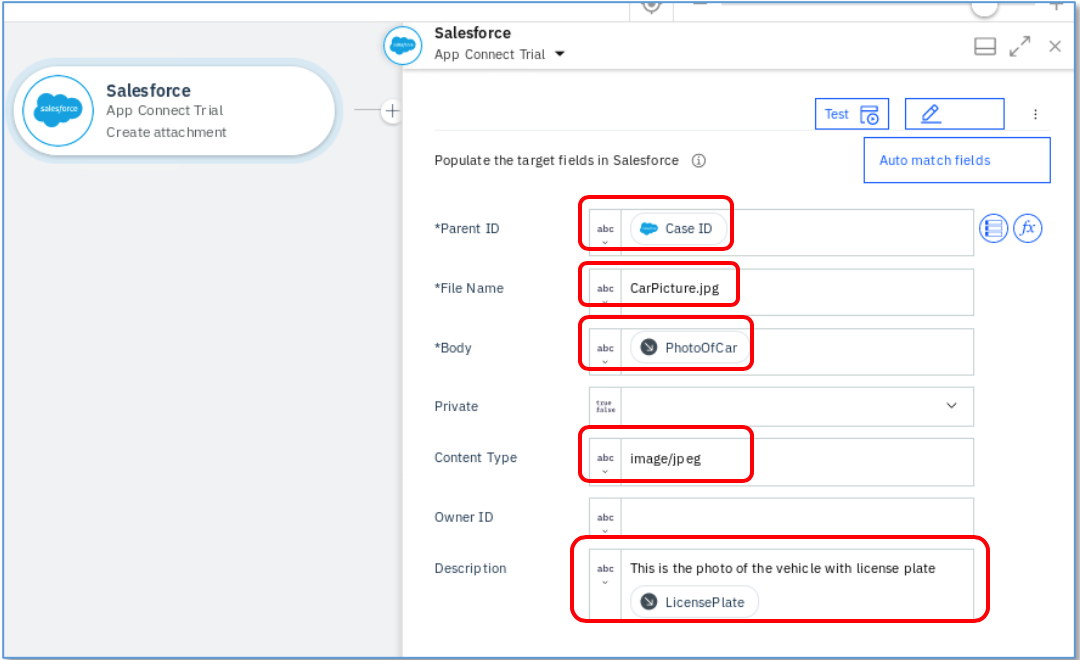 Salesforce
App Connect Trial
salesforce
Salesforce
App Connect Trial
Create attachment
Test
Populate the target fields in Salesforce
Auto match fields
*Parent ID abc Case ID fx
*File Name abc CarPicture.jpg
*Body abc PhotoOfCar
Private true false
Content Type abc image/jpeg
Owner ID abc
Description abc This is the photo of the vehicle with license plate
LicensePlate